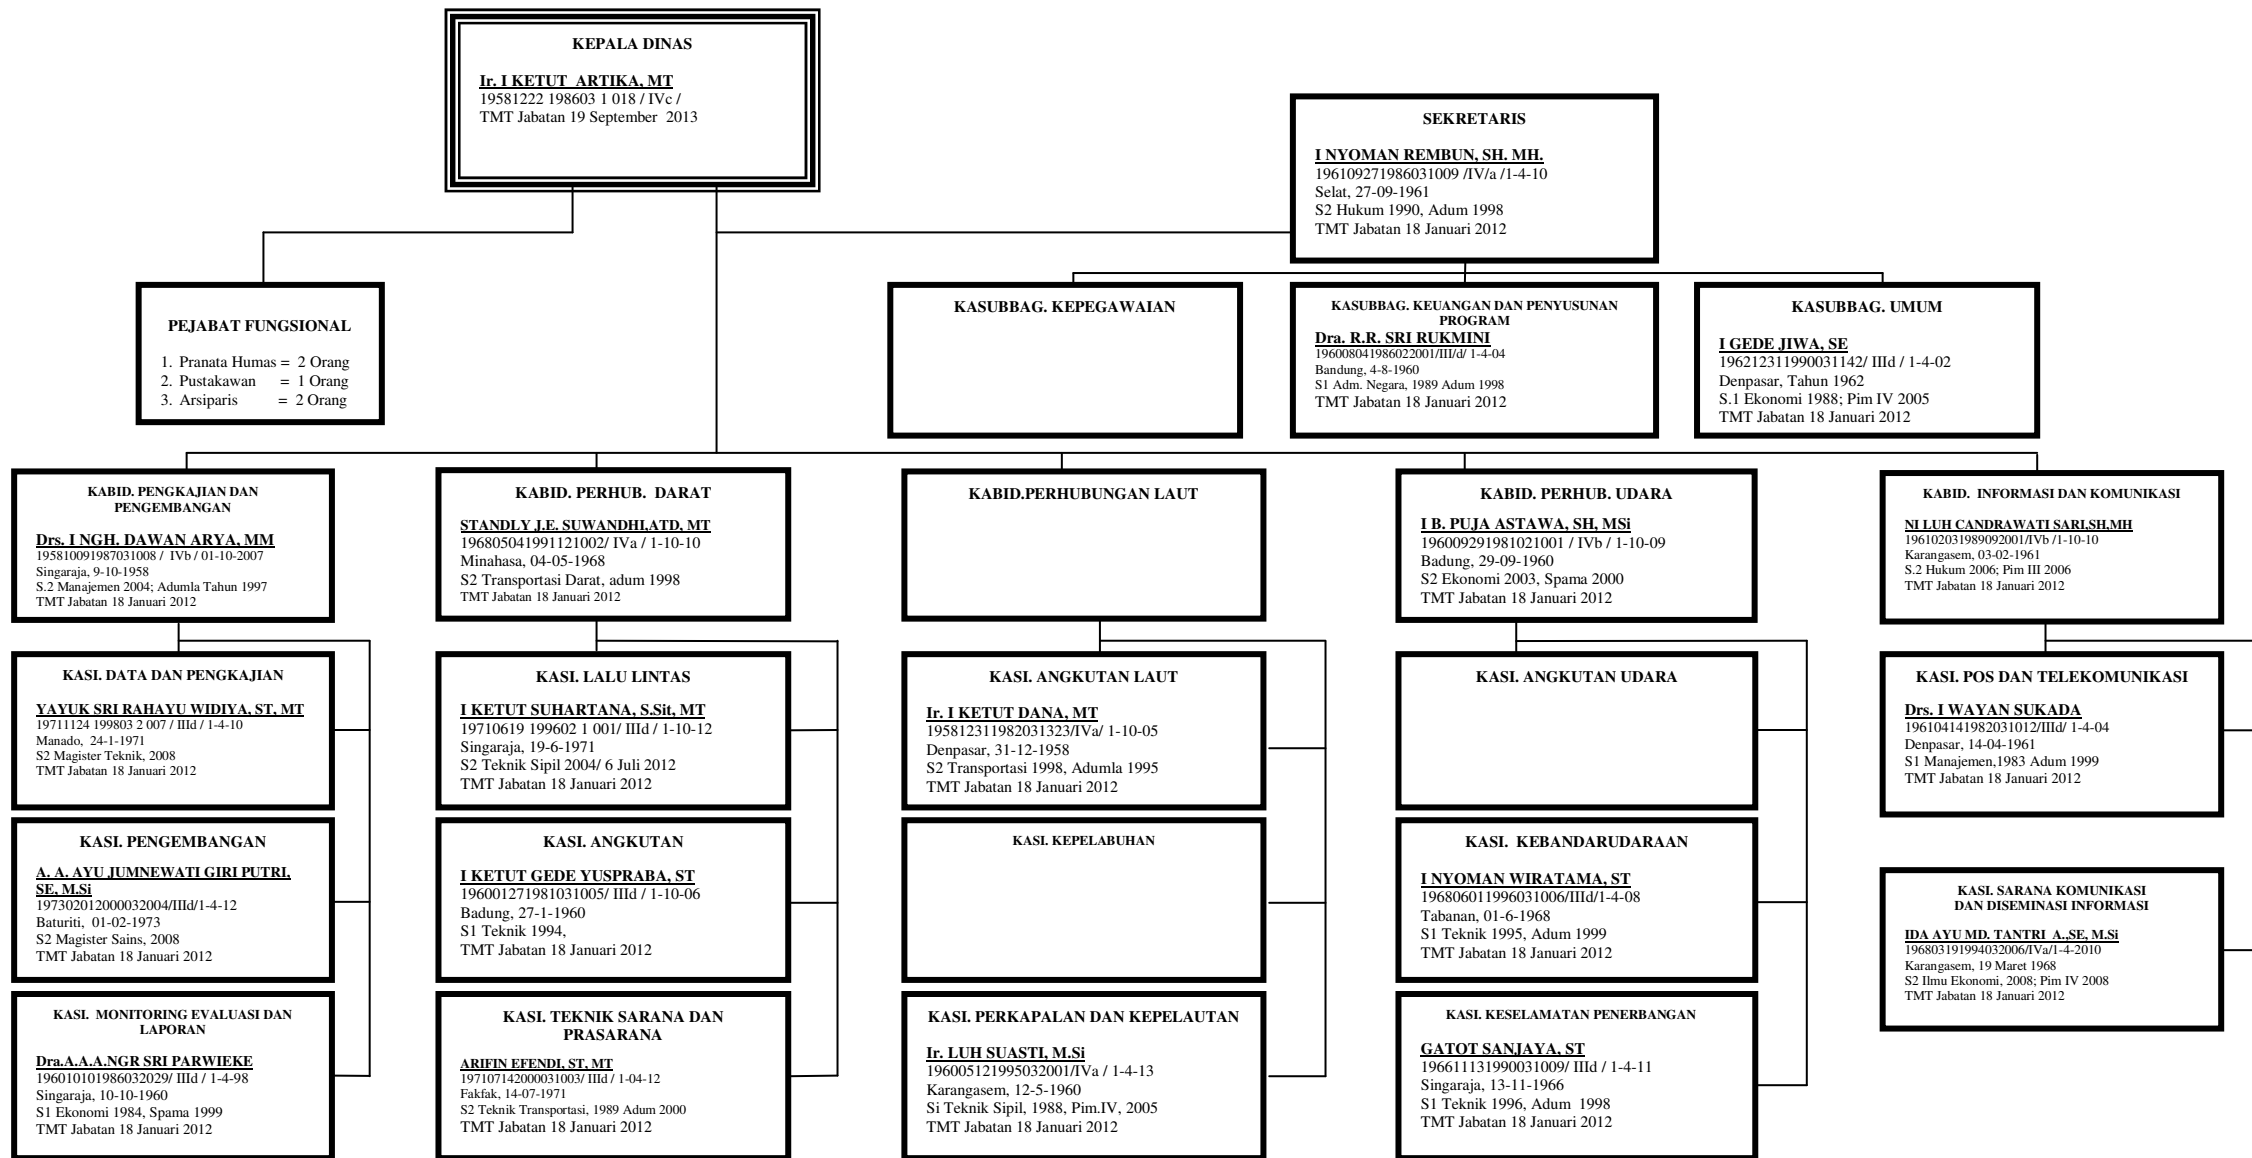 KEPALA DINAS
Ir. I KETUT ARTIKA, MT
19581222 198603 1 018 / IVc /
TMT Jabatan 19 September 2013
SEKRETARIS
I NYOMAN REMBUN, SH. MH.
196109271986031009 /IV/a /1-4-10
Selat, 27-09-1961
S2 Hukum 1990, Adum 1998
TMT Jabatan 18 Januari 2012
PEJABAT FUNGSIONAL
1. Pranata Humas = 2 Orang
2. Pustakawan = 1 Orang
3. Arsiparis = 2 Orang
KASUBBAG. KEPEGAWAIAN
KASUBBAG. KEUANGAN DAN PENYUSUNAN
PROGRAM
Dra. R.R. SRI RUKMINI
196008041986022001/III/d/ 1-4-04
Bandung, 4-8-1960
S1 Adm. Negara, 1989 Adum 1998
TMT Jabatan 18 Januari 2012
KASUBBAG. UMUM
I GEDE JIWA, SE
196212311990031142/ IIId / 1-4-02
Denpasar, Tahun 1962
S.1 Ekonomi 1988; Pim IV 2005
TMT Jabatan 18 Januari 2012
KABID. PENGKAJIAN DAN
PENGEMBANGAN
Drs. I NGH. DAWAN ARYA, MM
195810091987031008 / IVb / 01-10-2007
Singaraja, 9-10-1958
S.2 Manajemen 2004; Adumla Tahun 1997
TMT Jabatan 18 Januari 2012
KABID. PERHUB. DARAT
STANDLY J.E. SUWANDHI,ATD, MT
196805041991121002/ IVa / 1-10-10
Minahasa, 04-05-1968
S2 Transportasi Darat, adum 1998
TMT Jabatan 18 Januari 2012
KABID.PERHUBUNGAN LAUT
KABID. PERHUB. UDARA
I B. PUJA ASTAWA, SH, MSi
196009291981021001 / IVb / 1-10-09
Badung, 29-09-1960
S2 Ekonomi 2003, Spama 2000
TMT Jabatan 18 Januari 2012
KABID. INFORMASI DAN KOMUNIKASI
NI LUH CANDRAWATI SARI,SH,MH
196102031989092001/IVb /1-10-10
Karangasem, 03-02-1961
S.2 Hukum 2006; Pim III 2006
TMT Jabatan 18 Januari 2012
KASI. DATA DAN PENGKAJIAN
YAYUK SRI RAHAYU WIDIYA, ST, MT
19711124 199803 2 007 / IIId / 1-4-10
Manado, 24-1-1971
S2 Magister Teknik, 2008
TMT Jabatan 18 Januari 2012
KASI. LALU LINTAS
I KETUT SUHARTANA, S.Sit, MT
19710619 199602 1 001/ IIId / 1-10-12
Singaraja, 19-6-1971
S2 Teknik Sipil 2004/ 6 Juli 2012
TMT Jabatan 18 Januari 2012
KASI. ANGKUTAN LAUT
Ir. I KETUT DANA, MT
195812311982031323/IVa/ 1-10-05
Denpasar, 31-12-1958
S2 Transportasi 1998, Adumla 1995
TMT Jabatan 18 Januari 2012
KASI. ANGKUTAN UDARA
KASI. POS DAN TELEKOMUNIKASI
Drs. I WAYAN SUKADA
196104141982031012/IIId/ 1-4-04
Denpasar, 14-04-1961
S1 Manajemen,1983 Adum 1999
TMT Jabatan 18 Januari 2012
KASI. PENGEMBANGAN
A. A. AYU JUMNEWATI GIRI PUTRI,
SE, M.Si
197302012000032004/IIId/1-4-12
Baturiti, 01-02-1973
S2 Magister Sains, 2008
TMT Jabatan 18 Januari 2012
KASI. ANGKUTAN
I KETUT GEDE YUSPRABA, ST
196001271981031005/ IIId / 1-10-06
Badung, 27-1-1960
S1 Teknik 1994,
TMT Jabatan 18 Januari 2012
KASI. KEPELABUHAN
KASI. KEBANDARUDARAAN
I NYOMAN WIRATAMA, ST
196806011996031006/IIId/1-4-08
Tabanan, 01-6-1968
S1 Teknik 1995, Adum 1999
TMT Jabatan 18 Januari 2012
KASI. SARANA KOMUNIKASI
DAN DISEMINASI INFORMASI
IDA AYU MD. TANTRI A.,SE, M.Si
196803191994032006/IVa/1-4-2010
Karangasem, 19 Maret 1968
S2 Ilmu Ekonomi, 2008; Pim IV 2008
TMT Jabatan 18 Januari 2012
KASI. MONITORING EVALUASI DAN
LAPORAN
Dra.A.A.A.NGR SRI PARWIEKE
196010101986032029/ IIId / 1-4-98
Singaraja, 10-10-1960
S1 Ekonomi 1984, Spama 1999
TMT Jabatan 18 Januari 2012
KASI. TEKNIK SARANA DAN
PRASARANA
ARIFIN EFENDI, ST, MT
197107142000031003/ IIId / 1-04-12
Fakfak, 14-07-1971
S2 Teknik Transportasi, 1989 Adum 2000
TMT Jabatan 18 Januari 2012
KASI. PERKAPALAN DAN KEPELAUTAN
Ir. LUH SUASTI, M.Si
196005121995032001/IVa / 1-4-13
Karangasem, 12-5-1960
Si Teknik Sipil, 1988, Pim.IV, 2005
TMT Jabatan 18 Januari 2012
KASI. KESELAMATAN PENERBANGAN
GATOT SANJAYA, ST
196611131990031009/ IIId / 1-4-11
Singaraja, 13-11-1966
S1 Teknik 1996, Adum 1998
TMT Jabatan 18 Januari 2012